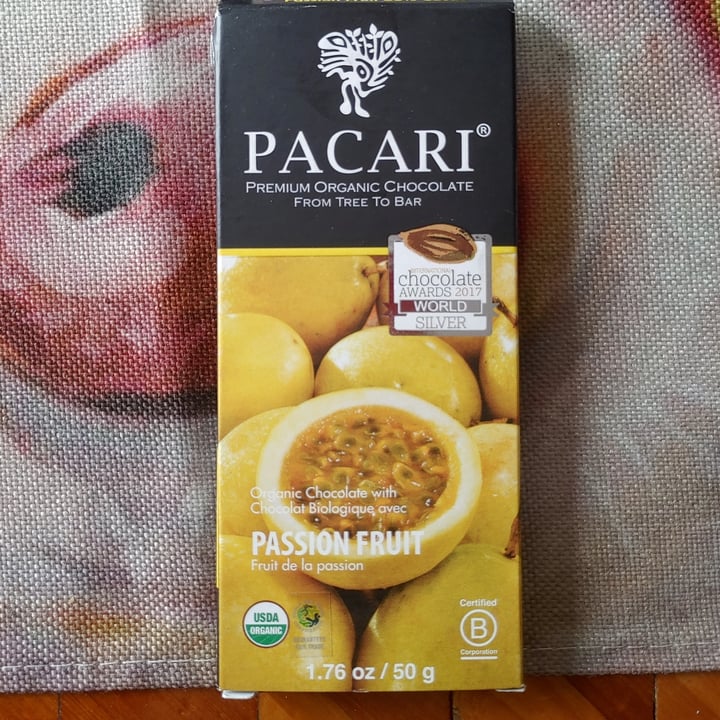 PACARI®
PREMIUM ORGANIC CHOCOLATE
FROM TREE TO BAR
INTERNATIONAL
chocolate
AWARDS 2017
WORLD
SILVER
Organic Chocolate with
Chocolat Biologique avec
PASSION FRUIT
Fruit de la passion
USDA
ORGANIC
Certified
B
Corporation
1.76 oz / 50 g